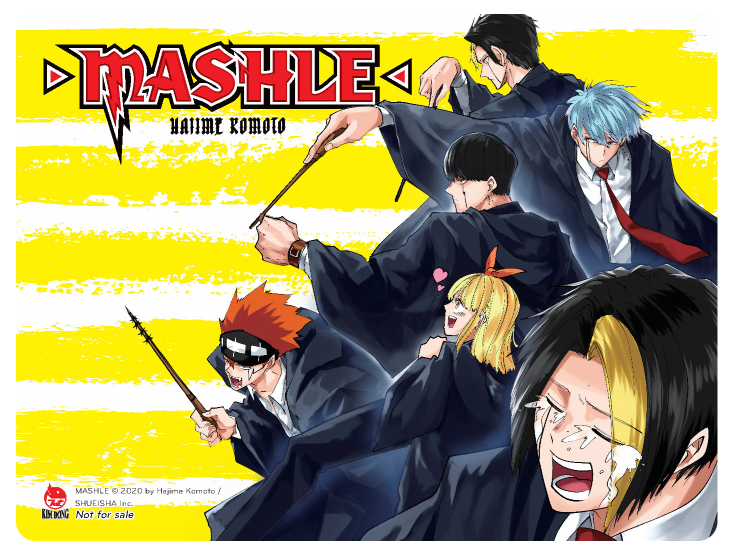 MASHLE
HAJIME KOMOTO
MASHLE © 2020 by Hajime Komoto /
SHUEISHA Inc.
KIM ĐỒNG
Not for sale